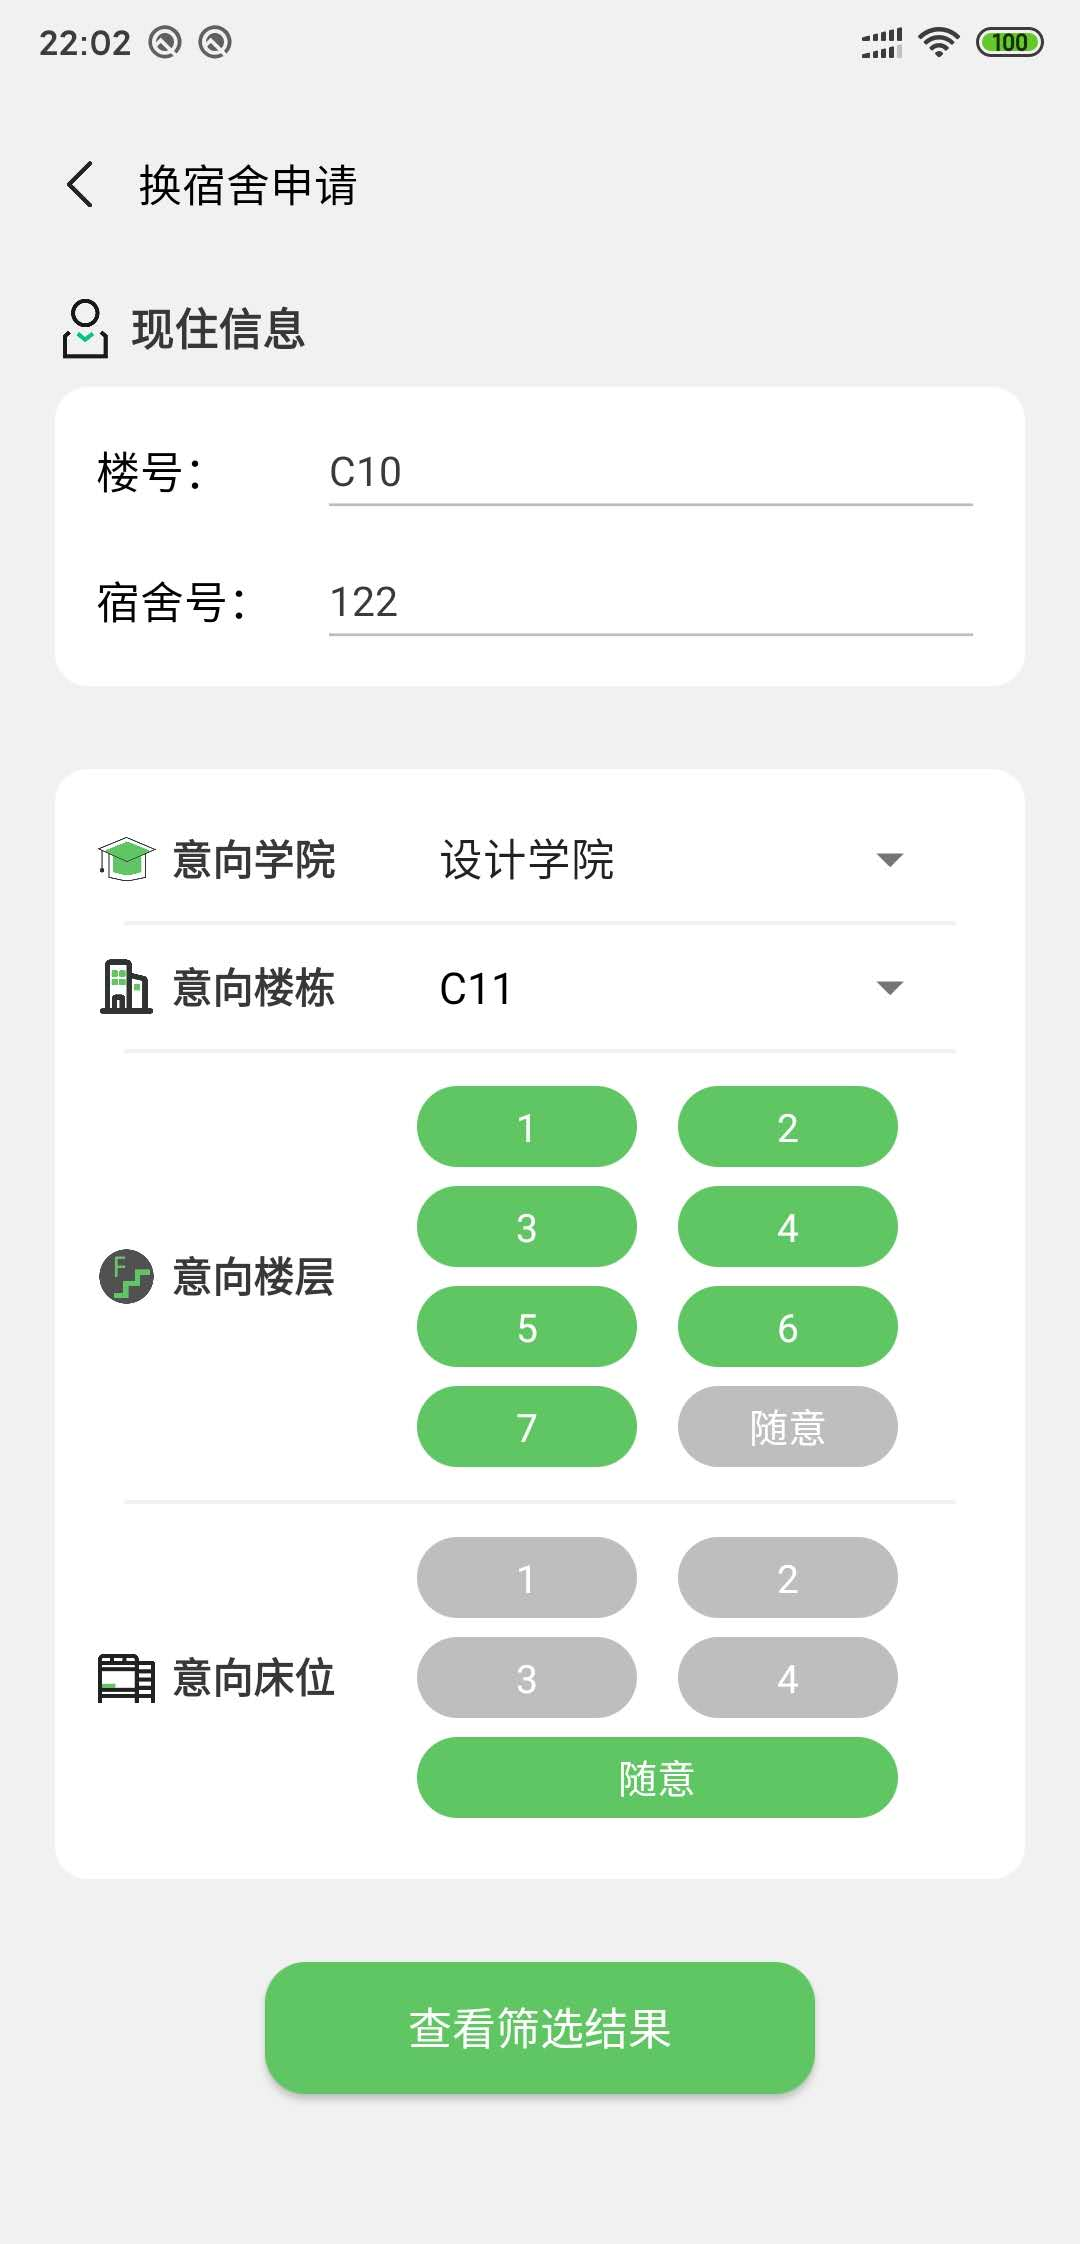 22:02 100
换宿舍申请
现住信息
楼号： C10
宿舍号： 122
意向学院 设计学院
意向楼栋 C11
1 2
3 4
F 意向楼层
5 6
7 随意
1 2
意向床位
3 4
随意
查看筛选结果